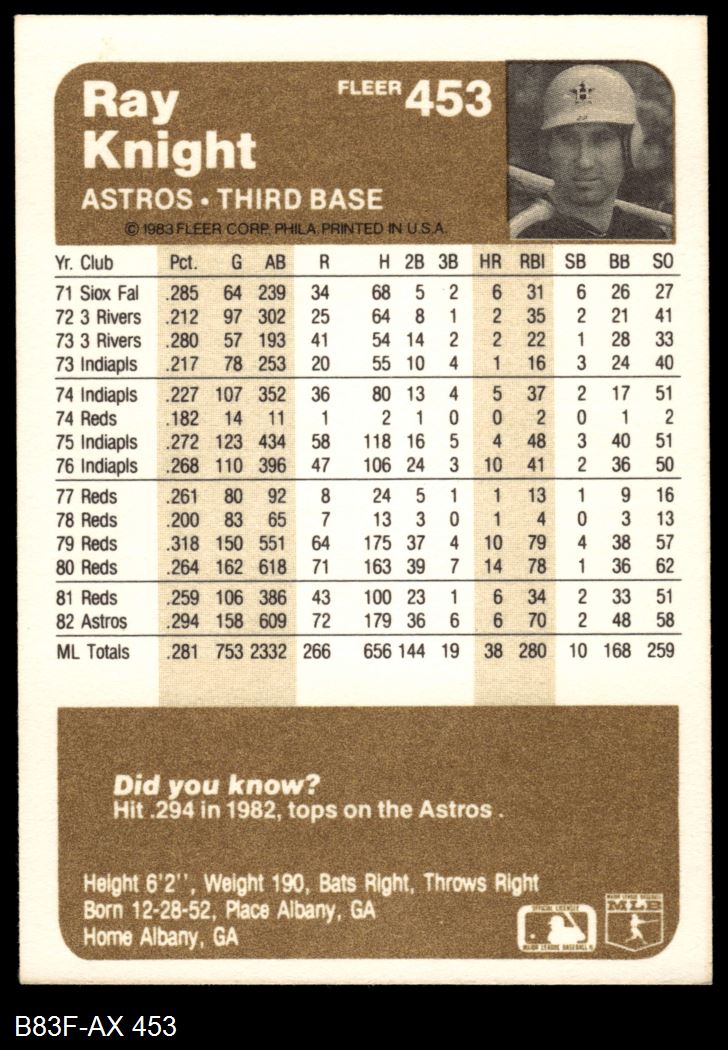 Ray
Knight
FLEER 453
ASTROS • THIRD BASE
© 1983 FLEER CORP. PHILA. PRINTED IN U.S.A.
Yr. Club Pct. G AB R H 2B 3B HR RBI SB BB SO
71 Siox Fal .285 64 239 34 68 5 2 6 31 6 26 27
72 3 Rivers .212 97 302 25 64 8 1 2 35 2 21 41
73 3 Rivers .280 57 193 41 54 14 2 2 22 1 28 33
73 Indiapls .217 78 253 20 55 10 4 1 16 3 24 40
74 Indiapls .227 107 352 36 80 13 4 5 37 2 17 51
74 Reds .182 14 11 1 2 1 0 0 2 0 1 2
75 Indiapls .272 123 434 58 118 16 5 4 48 3 40 51
76 Indiapls .268 110 396 47 106 24 3 10 41 2 36 50
77 Reds .261 80 92 8 24 5 1 1 13 1 9 16
78 Reds .200 83 65 7 13 3 0 1 4 0 3 13
79 Reds .318 150 551 64 175 37 4 10 79 4 38 57
80 Reds .264 162 618 71 163 39 7 14 78 1 36 62
81 Reds .259 106 386 43 100 23 1 6 34 2 33 51
82 Astros .294 158 609 72 179 36 6 6 70 2 48 58
ML Totals .281 753 2332 266 656 144 19 38 280 10 168 259
Did you know?
Hit .294 in 1982, tops on the Astros .
Height 6'2'', Weight 190, Bats Right, Throws Right
Born 12-28-52, Place Albany, GA
Home Albany, GA
OFFICIAL LICENSEE
MAJOR LEAGUE BASEBALL
MAJOR LEAGUE BASEBALL
MLB
B83F-AX 453